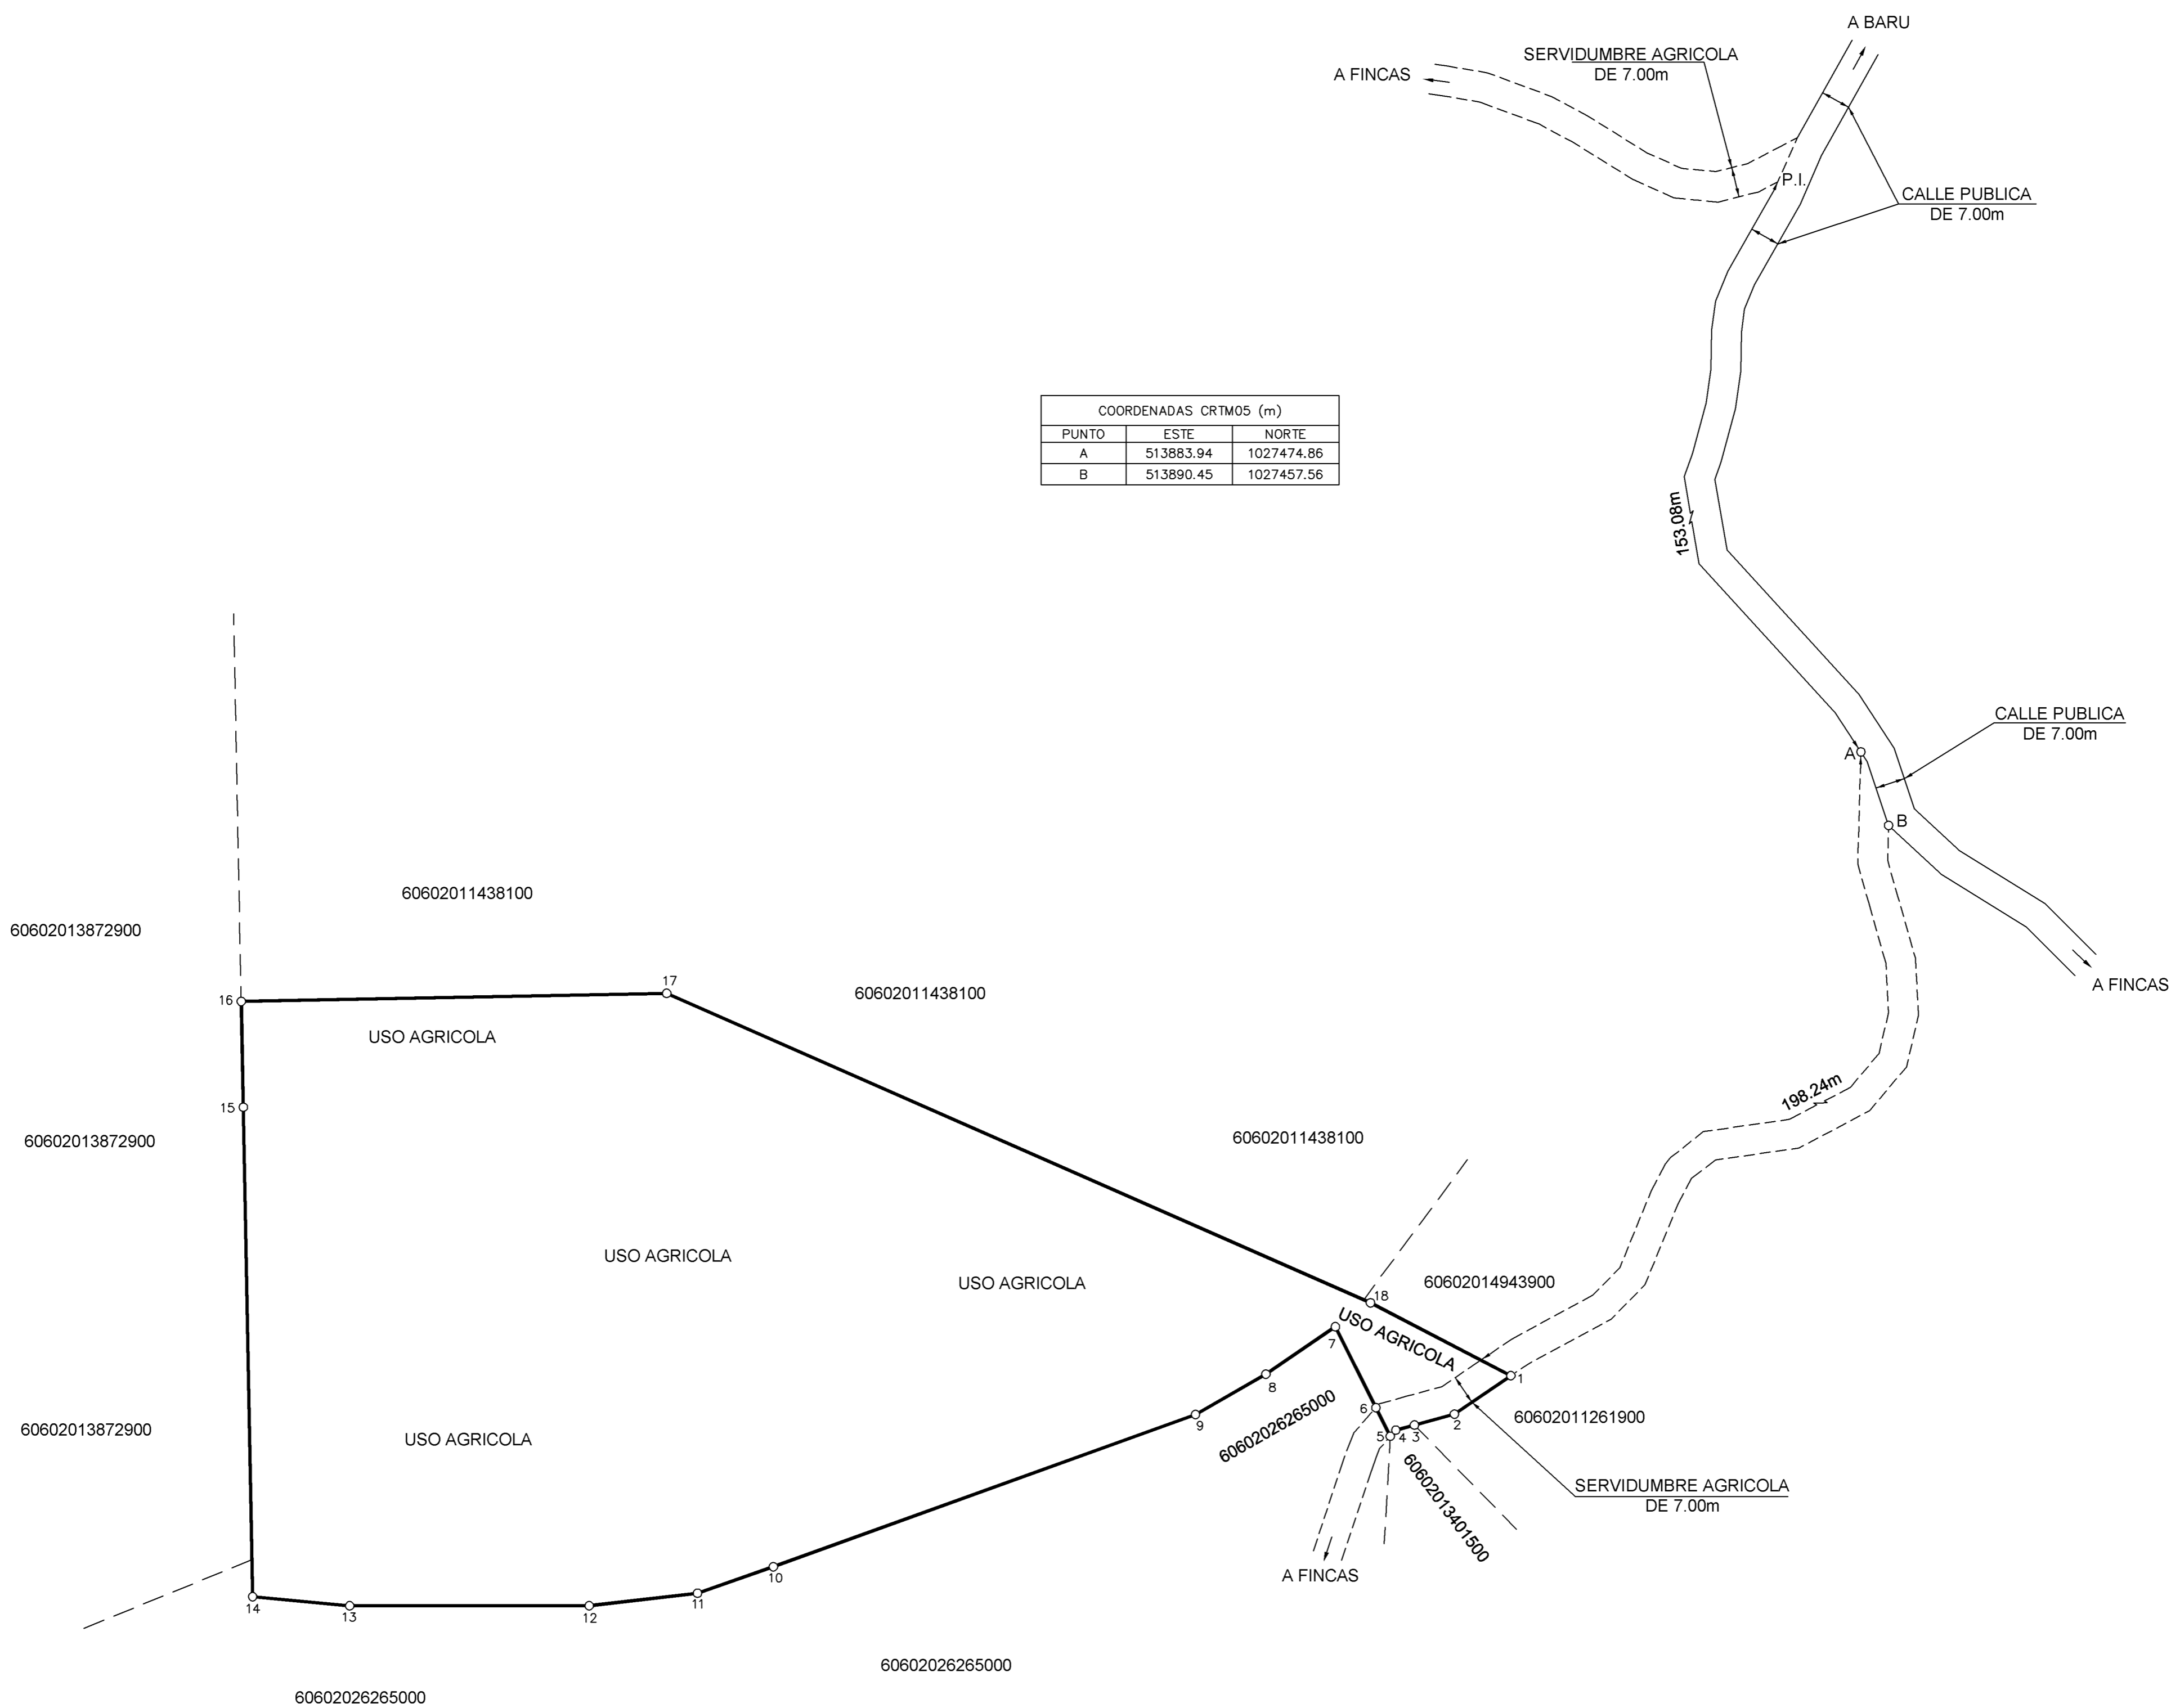 A BARU
SERVIDUMBRE AGRICOLA
DE 7.00m
A FINCAS
P.I.
CALLE PUBLICA
DE 7.00m
COORDENADAS CRTM05 (m)
PUNTO ESTE NORTE
A 513883.94 1027474.86
B 513890.45 1027457.56
153.08m
CALLE PUBLICA
DE 7.00m
A
B
60602011438100
60602013872900
A FINCAS
17
60602011438100
16
USO AGRICOLA
198.24m
15
60602011438100
60602013872900
USO AGRICOLA
USO AGRICOLA
60602014943900
18
USO AGRICOLA
7
1
8
6
60602011261900
9
60602026265000
2
5
4
3
60602013872900
USO AGRICOLA
60602013401500
SERVIDUMBRE AGRICOLA
DE 7.00m
A FINCAS
10
11
14
13
12
60602026265000
60602026265000